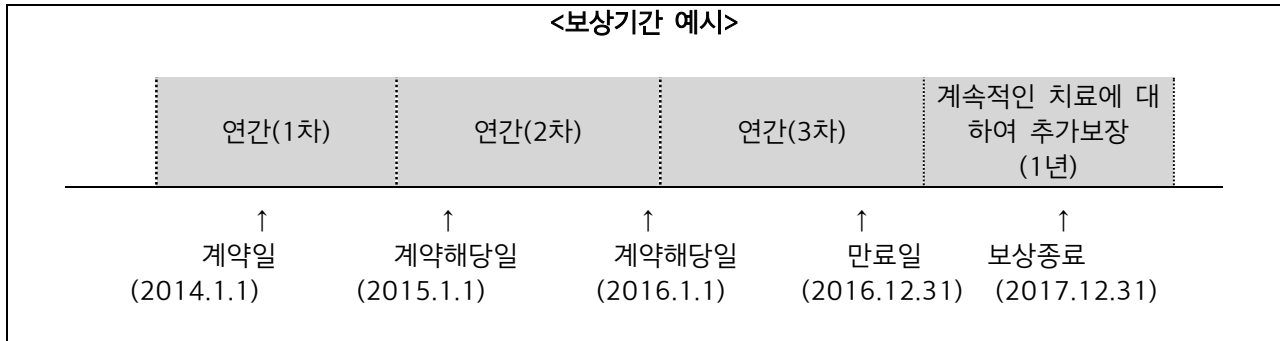 <보상기간 예시>
연간(1차) 연간(2차) 연간(3차) 계속적인 치료에 대
하여 추가보장
(1년)
↑ ↑ ↑ ↑ ↑
계약일 계약해당일 계약해당일 만료일 보상종료
(2014.1.1) (2015.1.1) (2016.1.1) (2016.12.31) (2017.12.31)